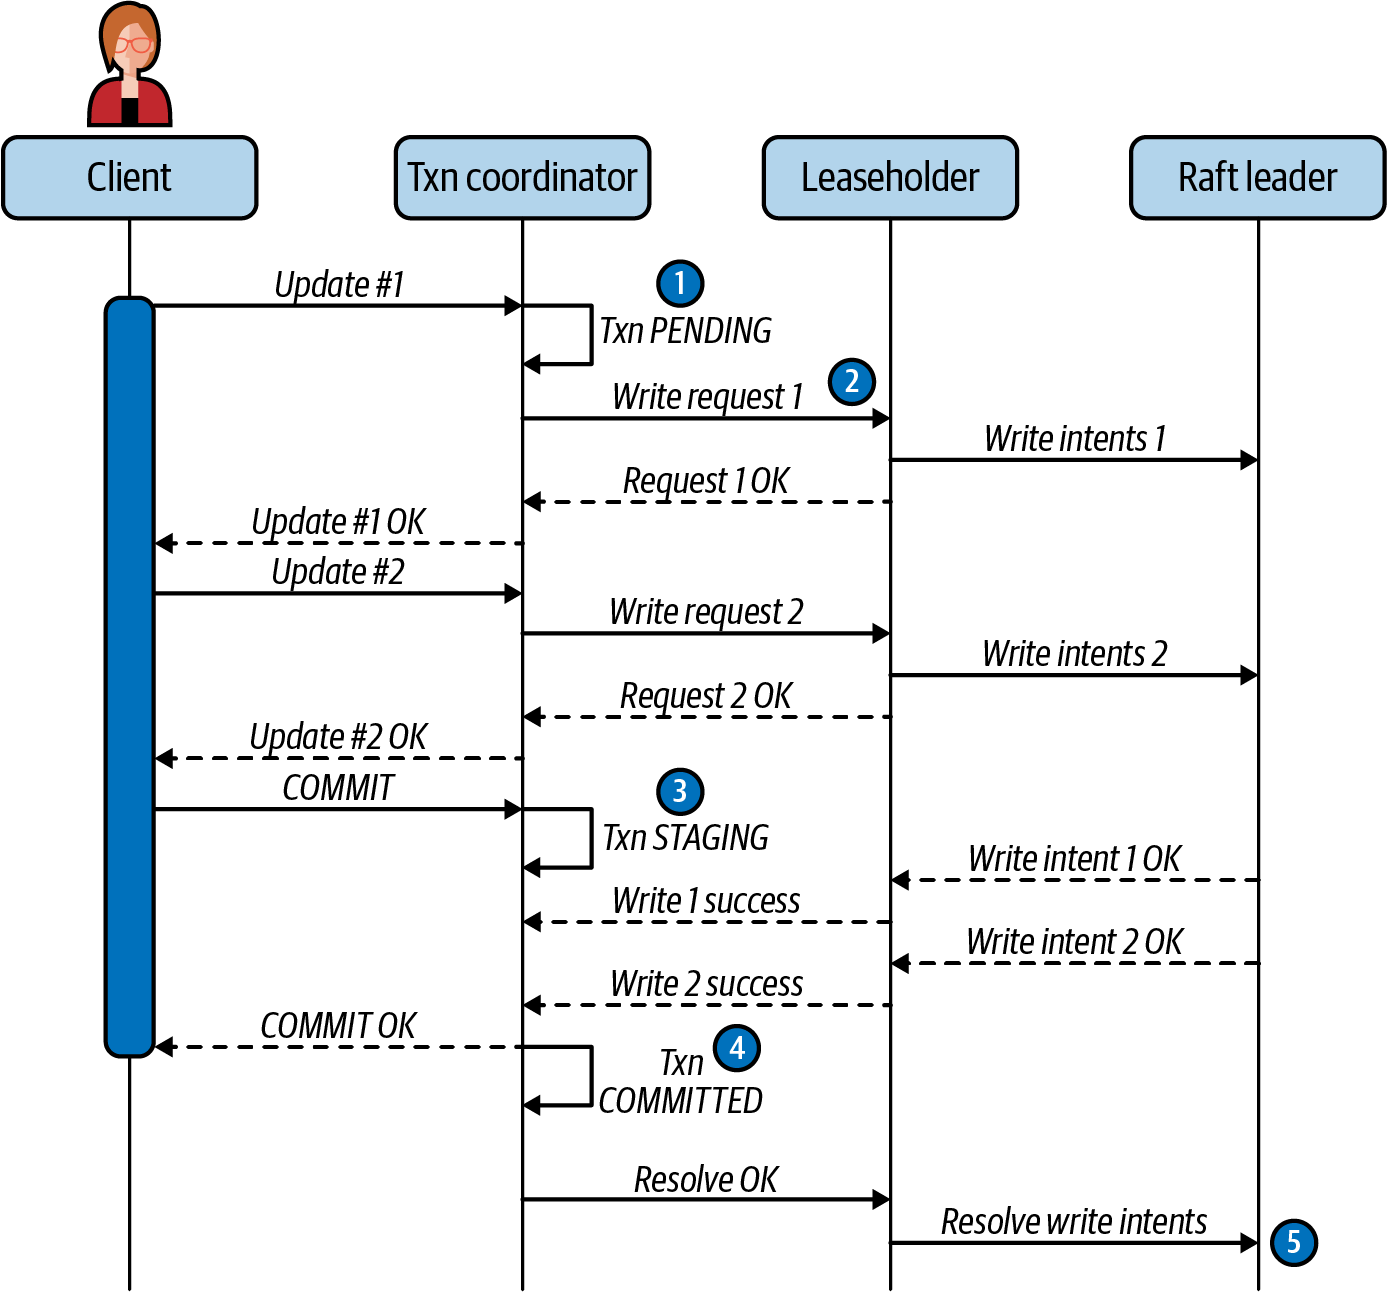 Client
Txn coordinator
Leaseholder
Raft leader
Update #1
1
Txn PENDING
2
Write request 1
Write intents 1
Request 1 OK
Update #1 OK
Update #2
Write request 2
Write intents 2
Request 2 OK
Update #2 OK
COMMIT
3
Txn STAGING
Write intent 1 OK
Write 1 success
Write intent 2 OK
Write 2 success
COMMIT OK
4
Txn
COMMITTED
Resolve OK
Resolve write intents
5